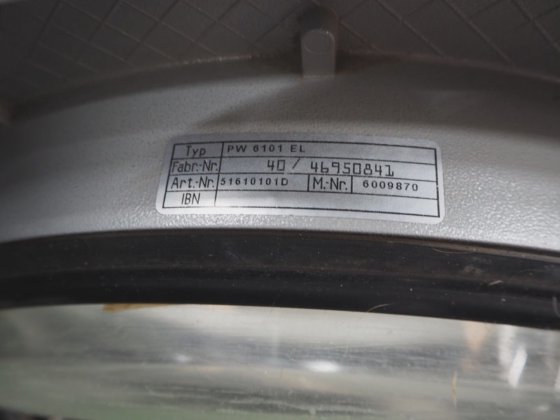 Typ PW 6101 EL
Fabr.-Nr. 40 / 46950841
Art.-Nr. 51610101D M.-Nr. 6009870
IBN